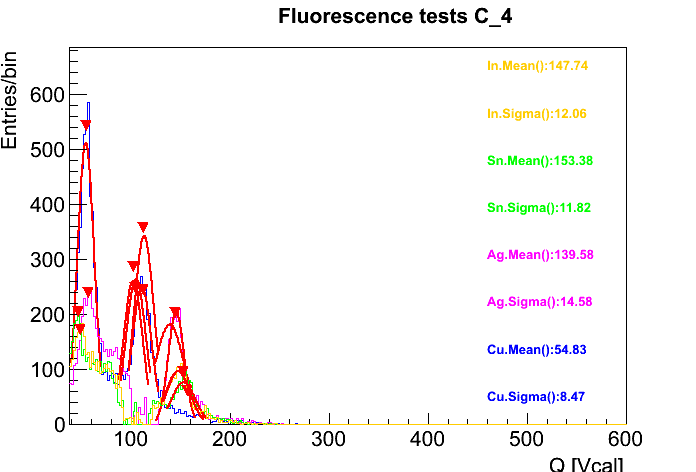 Fluorescence tests C_4
Entries/bin
600
500
400
300
200
100
0
In.Mean():147.74
In.Sigma():12.06
Sn.Mean():153.38
Sn.Sigma():11.82
Ag.Mean():139.58
Ag.Sigma():14.58
Cu.Mean():54.83
Cu.Sigma():8.47
100 200 300 400 500 600
Q [Vcal]